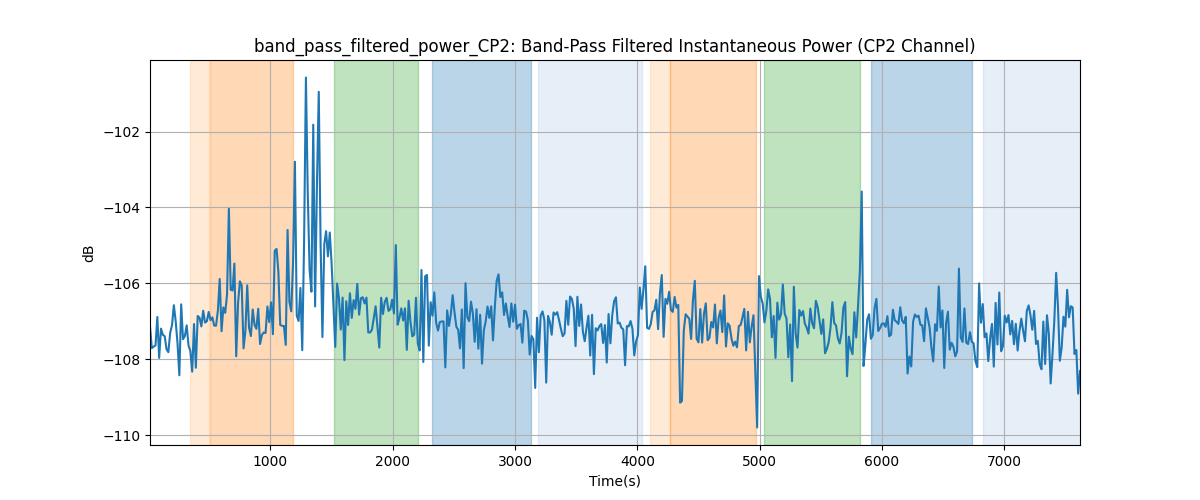 band_pass_filtered_power_CP2: Band-Pass Filtered Instantaneous Power (CP2 Channel)
−102
−104
−106
−108
−110
dB
1000 2000 3000 4000 5000 6000 7000
Time(s)